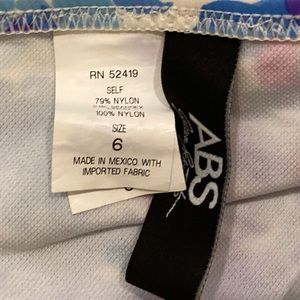 RN 52419
SELF
79% NYLON
100% NYLON
SIZE
6
MADE IN MEXICO WITH
IMPORTED FABRIC
ABS